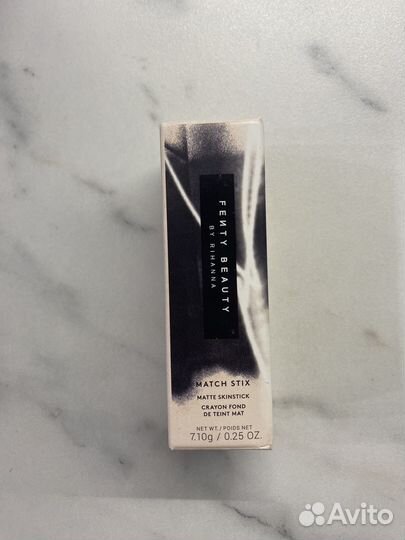 FENTY BEAUTY
BY RIHANNA
MATCH STIX
MATTE SKINSTICK
CRAYON FOND
DE TEINT MAT
NET WT./POIDS NET
7.10g / 0.25 OZ.
Avito